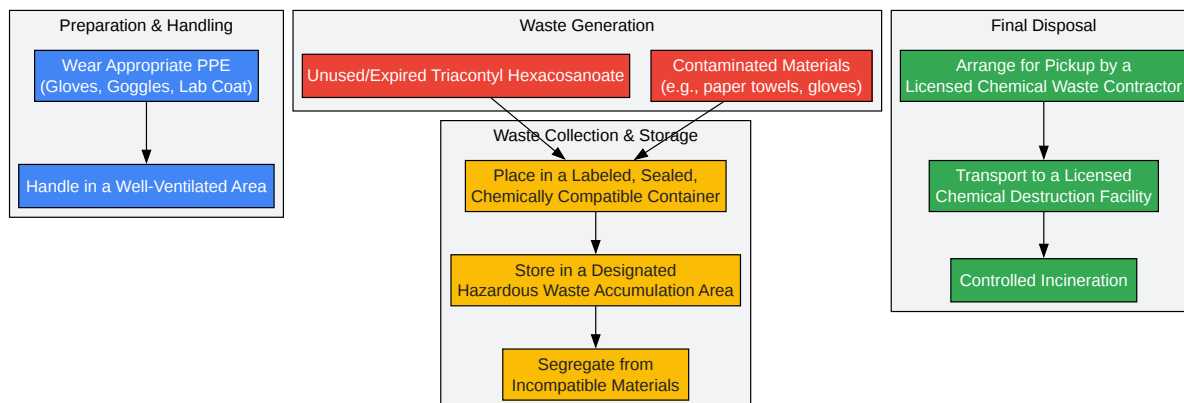 Preparation & Handling
Wear Appropriate PPE
(Gloves, Goggles, Lab Coat)
Handle in a Well-Ventilated Area
Waste Generation
Unused/Expired Triacontyl Hexacosanoate
Contaminated Materials
(e.g., paper towels, gloves)
Waste Collection & Storage
Place in a Labeled, Sealed,
Chemically Compatible Container
Store in a Designated
Hazardous Waste Accumulation Area
Segregate from
Incompatible Materials
Final Disposal
Arrange for Pickup by a
Licensed Chemical Waste Contractor
Transport to a Licensed
Chemical Destruction Facility
Controlled Incineration